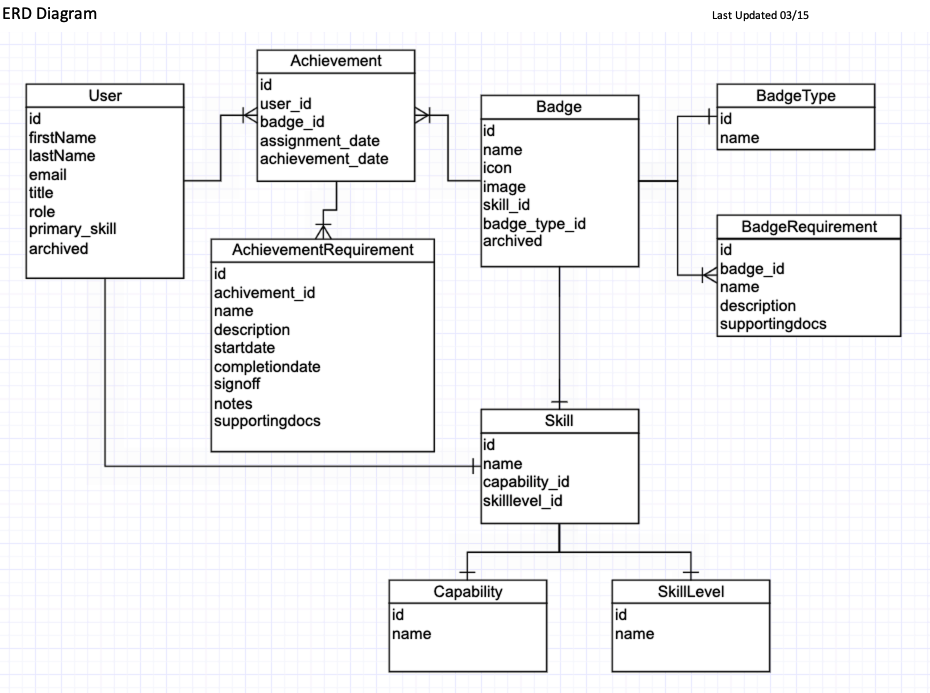 ERD Diagram
Last Updated 03/15
Achievement
id
user_id
badge_id
assignment_date
achievement_date
User
id
firstName
lastName
email
title
role
primary_skill
archived
Badge
id
name
icon
image
skill_id
badge_type_id
archived
BadgeType
id
name
BadgeRequirement
id
badge_id
name
description
supportingdocs
AchievementRequirement
id
achivement_id
name
description
startdate
completiondate
signoff
notes
supportingdocs
Skill
id
name
capability_id
skilllevel_id
Capability
id
name
SkillLevel
id
name